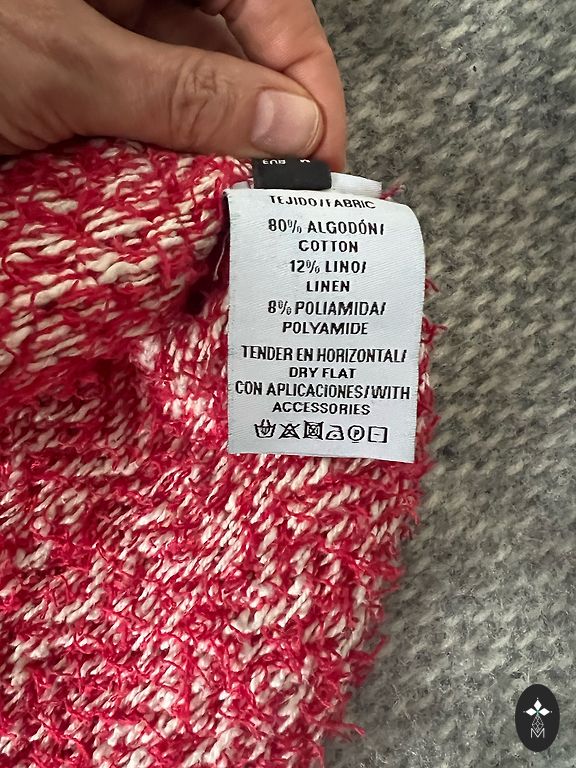 EUR M
TEJIDO/FABRIC
80% ALGODÓN/
COTTON
12% LINO/
LINEN
8% POLIAMIDA/
POLYAMIDE
TENDER EN HORIZONTAL/
DRY FLAT
CON APLICACIONES/WITH
ACCESSORIES